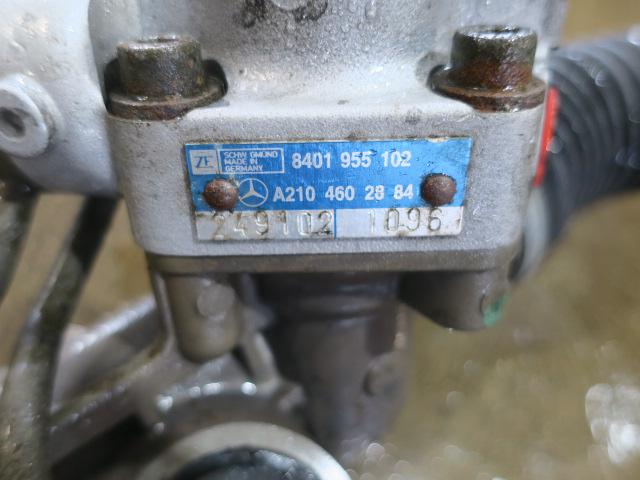 ZF SCHW. GMÜND
MADE IN
GERMANY
8401 955 102
A210 460 28 84
249102 1096